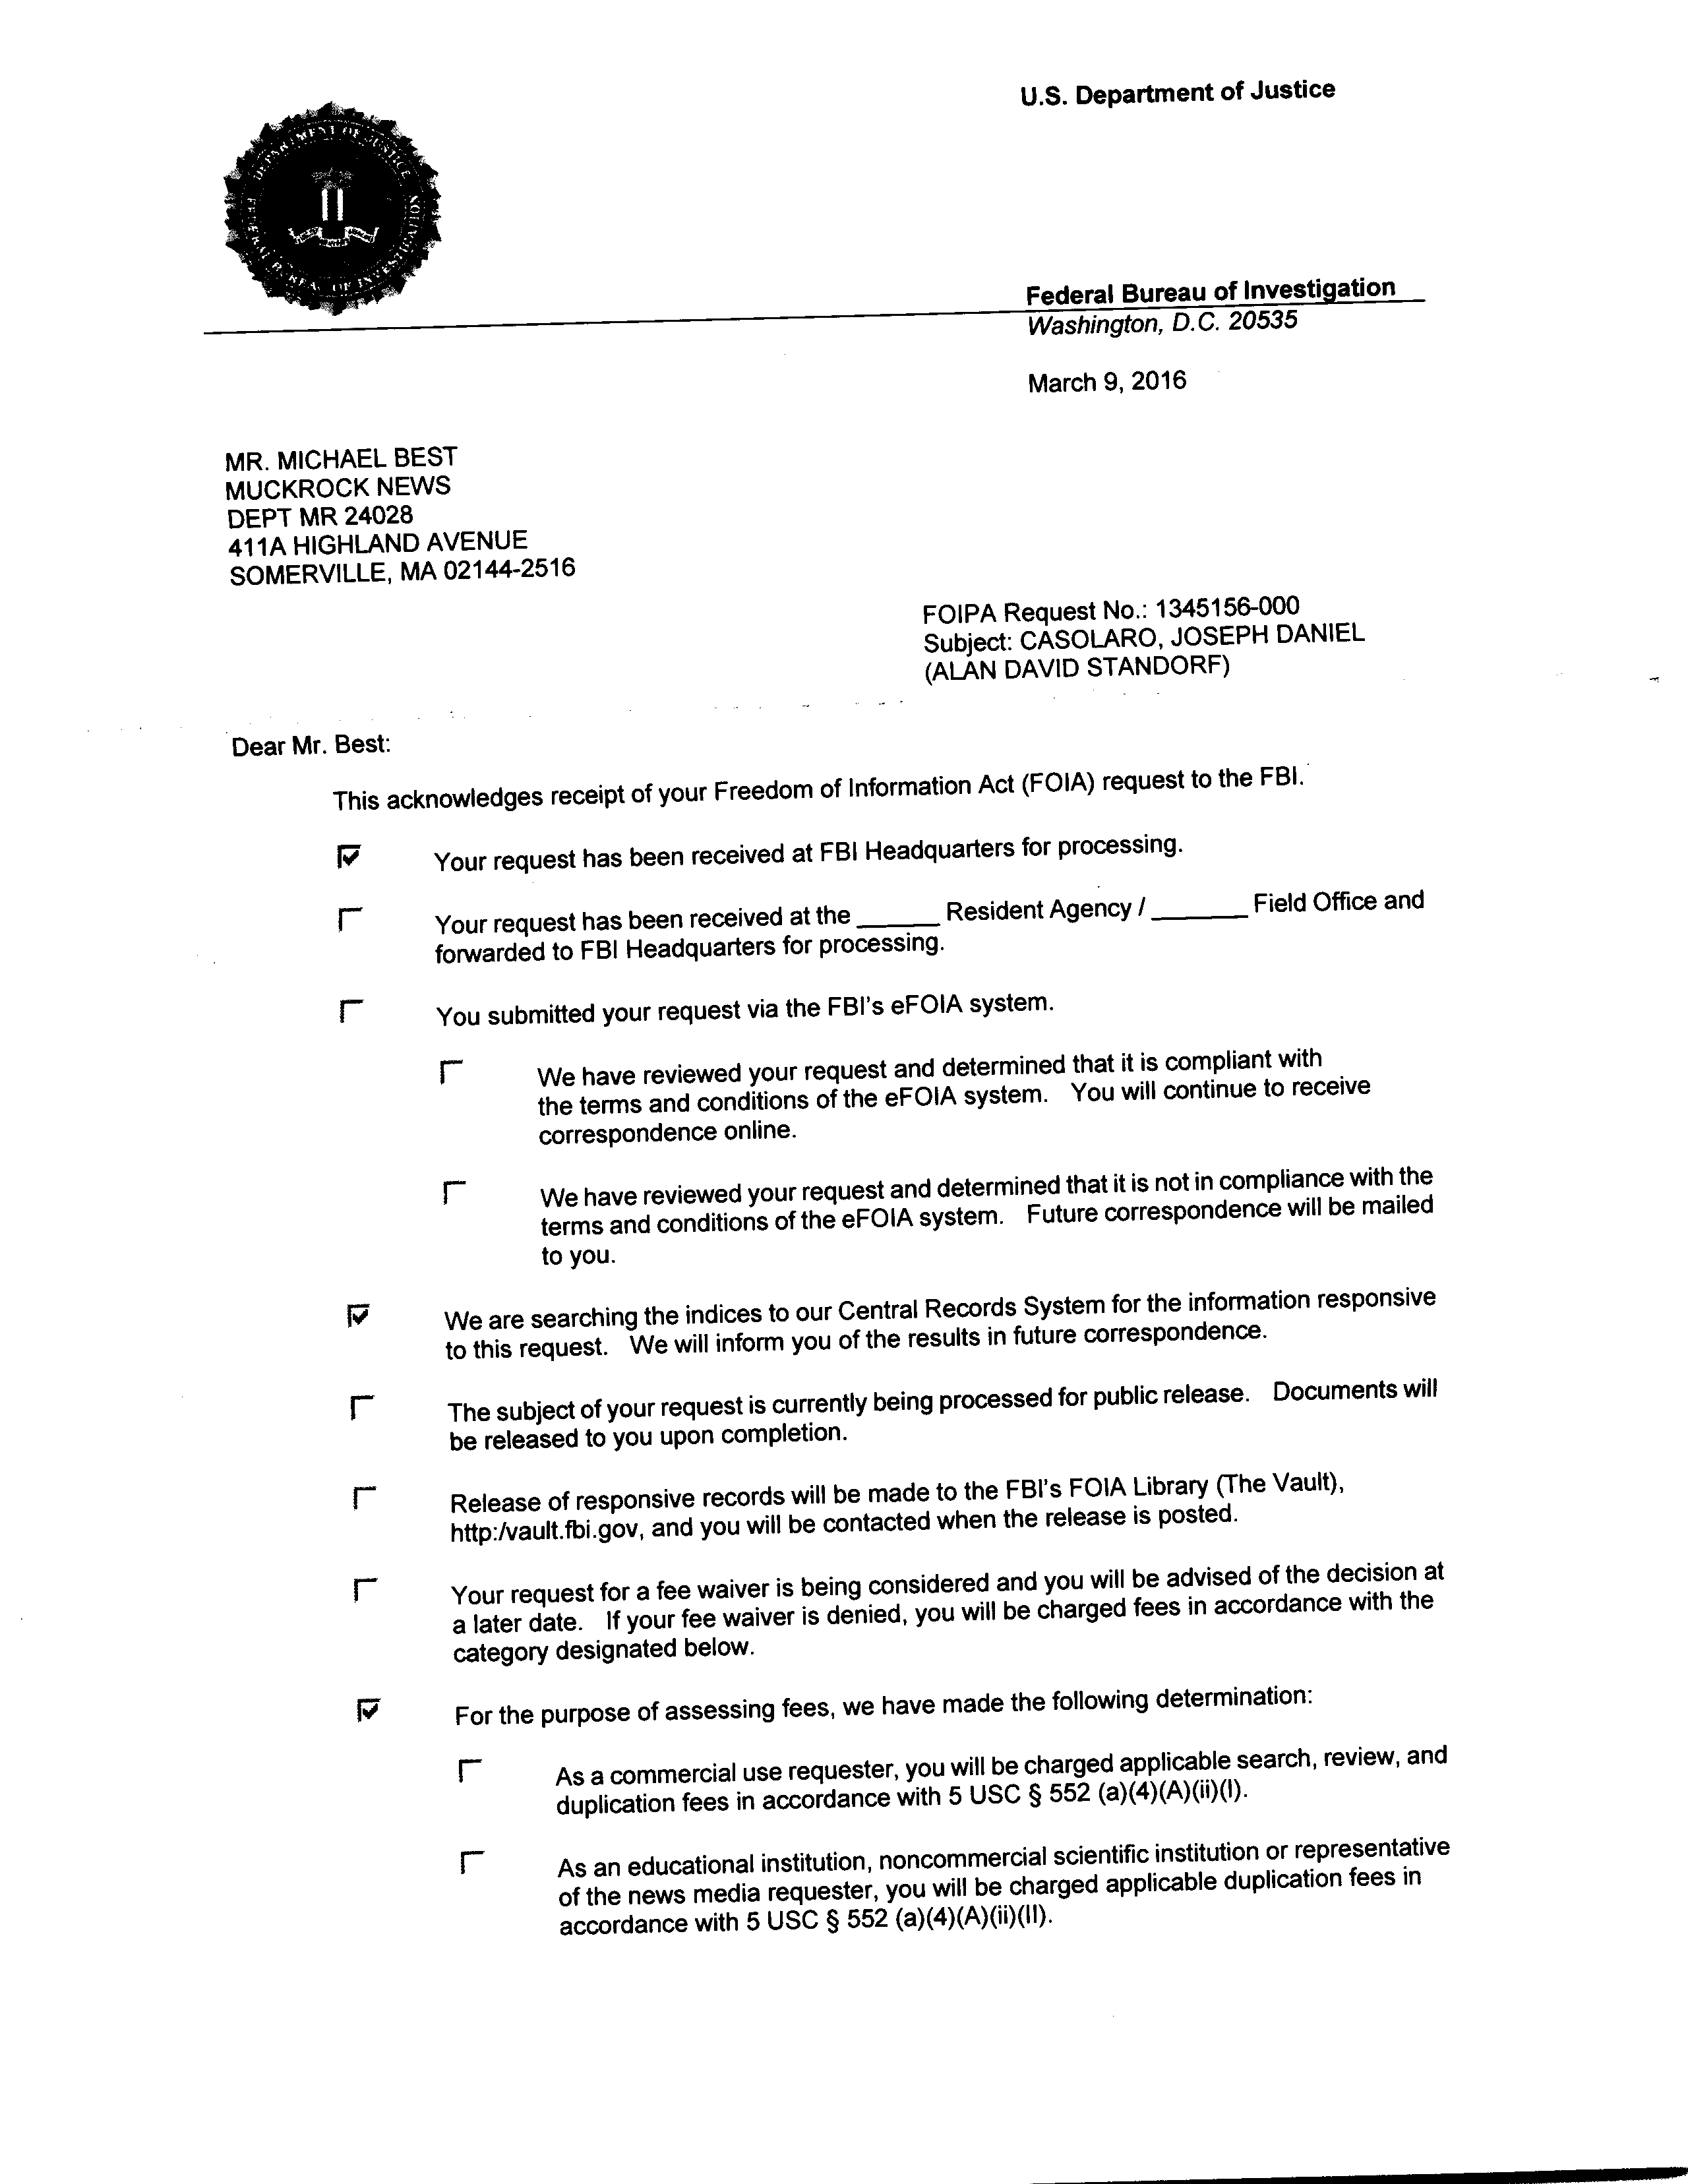 U.S. Department of Justice
Federal Bureau of Investigation
Washington, D.C. 20535
March 9, 2016
MR. MICHAEL BEST
MUCKROCK NEWS
DEPT MR 24028
411A HIGHLAND AVENUE
SOMERVILLE, MA 02144-2516
FOIPA Request No.: 1345156-000
Subject: CASOLARO, JOSEPH DANIEL
(ALAN DAVID STANDORF)
Dear Mr. Best:
This acknowledges receipt of your Freedom of Information Act (FOIA) request to the FBI.
Your request has been received at FBI Headquarters for processing.
Your request has been received at the ______ Resident Agency / _______ Field Office and
forwarded to FBI Headquarters for processing.
You submitted your request via the FBI's eFOIA system.
We have reviewed your request and determined that it is compliant with
the terms and conditions of the eFOIA system. You will continue to receive
correspondence online.
We have reviewed your request and determined that it is not in compliance with the
terms and conditions of the eFOIA system. Future correspondence will be mailed
to you.
We are searching the indices to our Central Records System for the information responsive
to this request. We will inform you of the results in future correspondence.
The subject of your request is currently being processed for public release. Documents will
be released to you upon completion.
Release of responsive records will be made to the FBI's FOIA Library (The Vault),
http:/vault.fbi.gov, and you will be contacted when the release is posted.
Your request for a fee waiver is being considered and you will be advised of the decision at
a later date. If your fee waiver is denied, you will be charged fees in accordance with the
category designated below.
For the purpose of assessing fees, we have made the following determination:
As a commercial use requester, you will be charged applicable search, review, and
duplication fees in accordance with 5 USC § 552 (a)(4)(A)(ii)(I).
As an educational institution, noncommercial scientific institution or representative
of the news media requester, you will be charged applicable duplication fees in
accordance with 5 USC § 552 (a)(4)(A)(ii)(II).